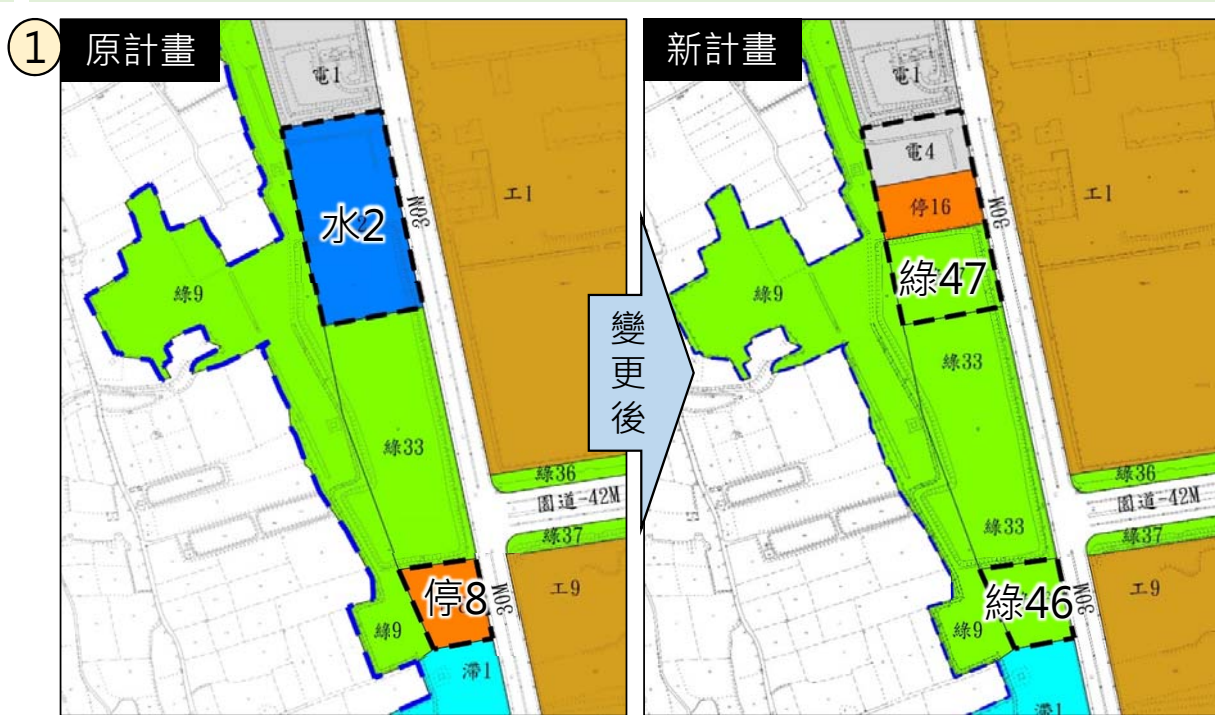 1
原計畫
電1
水2
30M
工1
綠9
綠33
綠36
園道-42M
綠37
停8
30M
工9
綠9
滯1
變更後
新計畫
電1
電4
停16
30M
工1
綠47
綠9
綠33
綠36
園道-42M
綠33
綠37
綠46
30M
工9
綠9
滯1